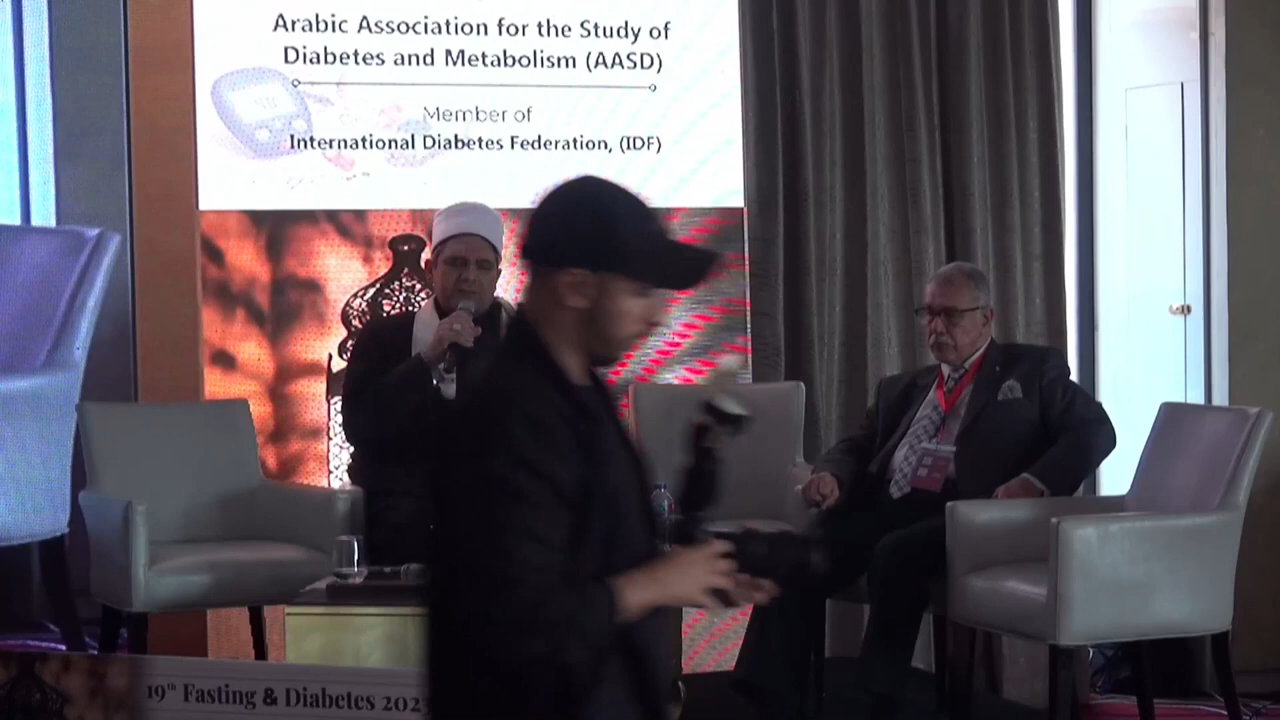 Arabic Association for the Study of
Diabetes and Metabolism (AASD)
Member of
International Diabetes Federation, (IDF)
19th Fasting & Diabetes 2023